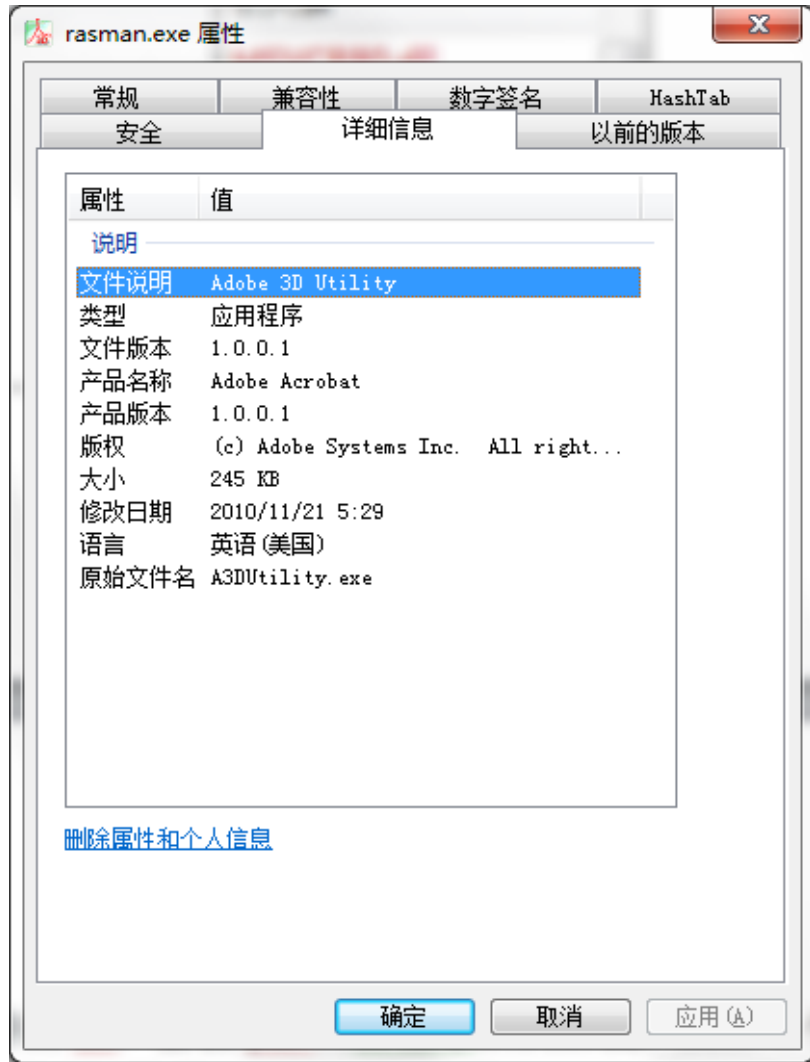 rasman.exe 属性
常规 兼容性 数字签名 HashTab
安全 详细信息 以前的版本
属性 值
说明
文件说明 Adobe 3D Utility
类型 应用程序
文件版本 1.0.0.1
产品名称 Adobe Acrobat
产品版本 1.0.0.1
版权 (c) Adobe Systems Inc. All right...
大小 245 KB
修改日期 2010/11/21 5:29
语言 英语(美国)
原始文件名 A3DUtility.exe
删除属性和个人信息
确定 取消 应用(A)